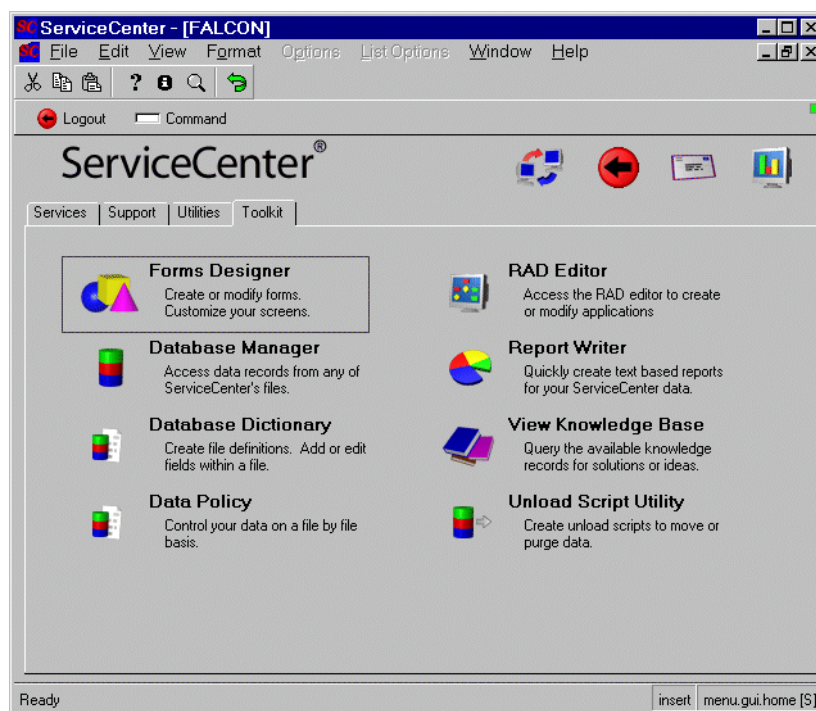 ServiceCenter - [FALCON]
File Edit View Format Options List Options Window Help
Logout Command
ServiceCenter®
Services Support Utilities Toolkit
Forms Designer
Create or modify forms.
Customize your screens.
RAD Editor
Access the RAD editor to create
or modify applications
Database Manager
Access data records from any of
ServiceCenter's files.
Report Writer
Quickly create text based reports
for your ServiceCenter data.
Database Dictionary
Create file definitions. Add or edit
fields within a file.
View Knowledge Base
Query the available knowledge
records for solutions or ideas.
Data Policy
Control your data on a file by file
basis.
Unload Script Utility
Create unload scripts to move or
purge data.
Ready insert menu.gui.home [S]